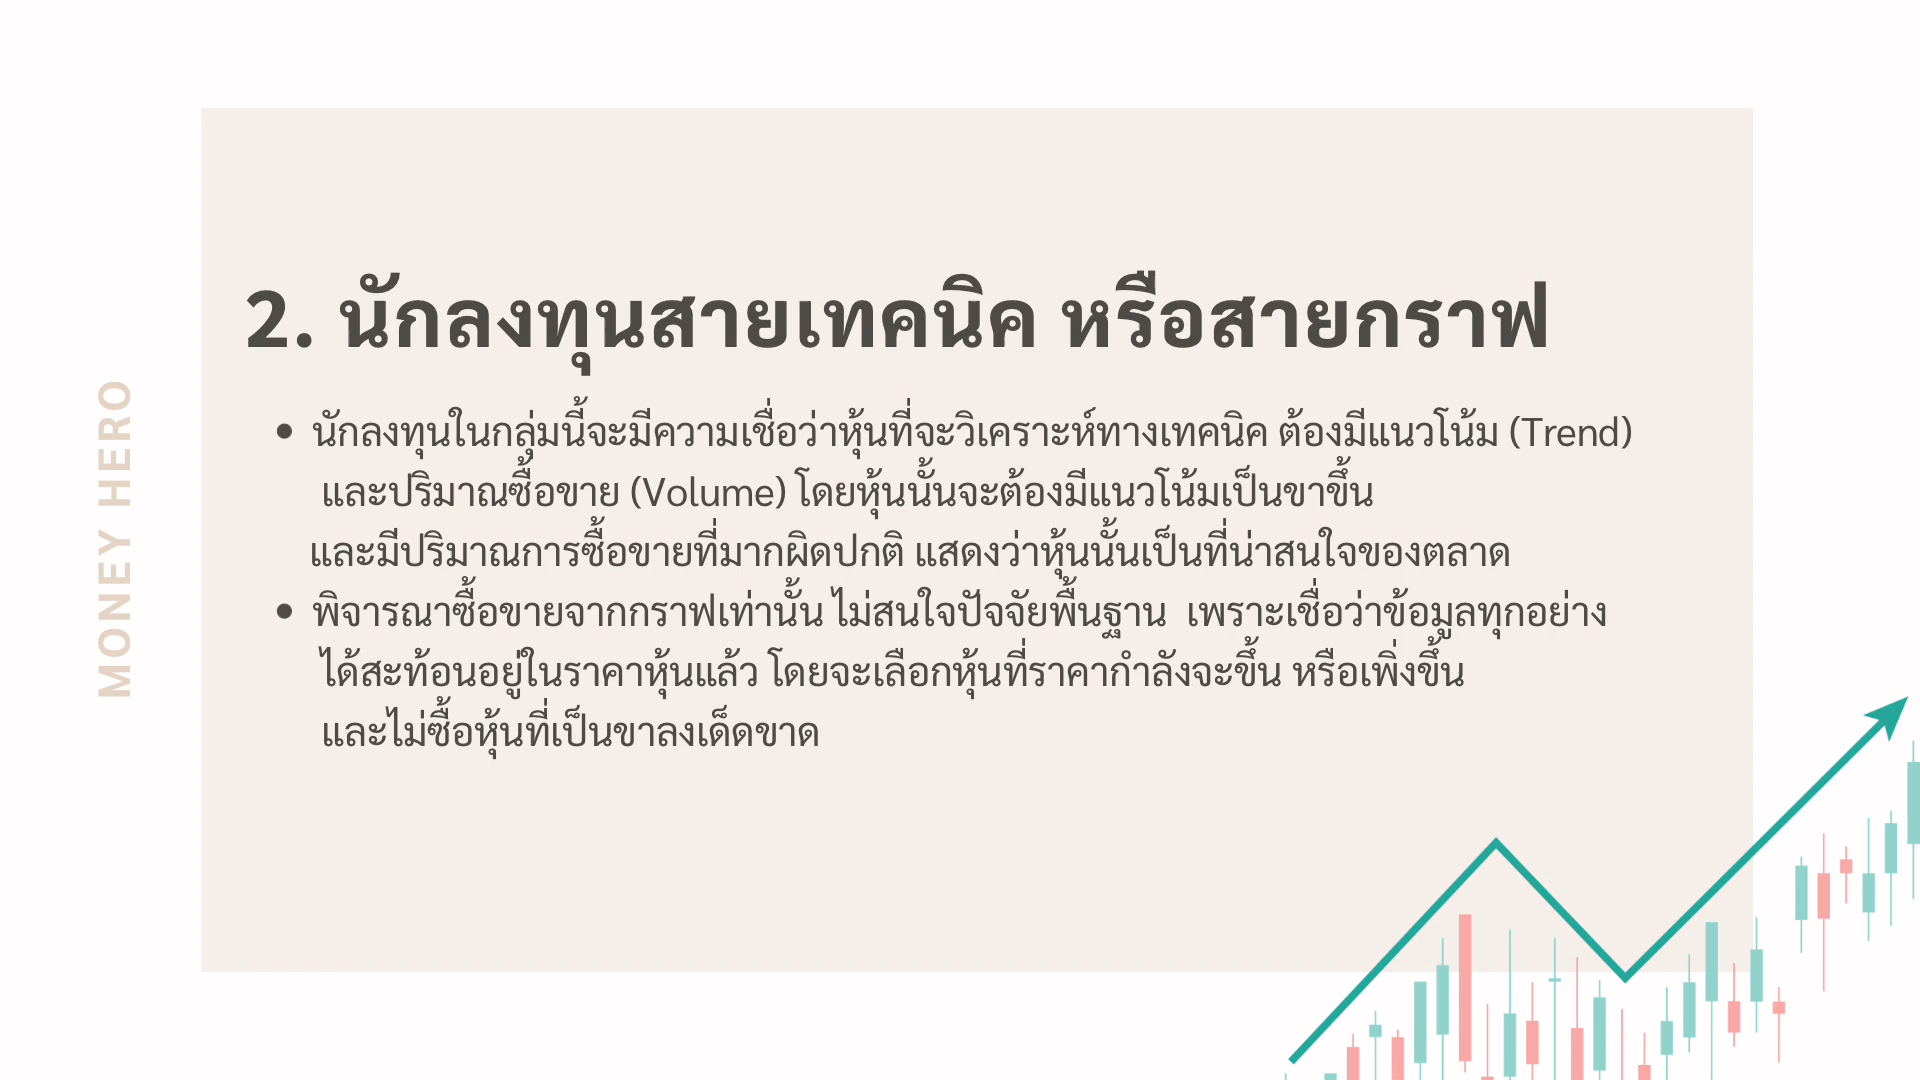 MONEY HERO
2. นักลงทุนสายเทคนิค หรือสายกราฟ
• นักลงทุนในกลุ่มนี้จะมีความเชื่อว่าหุ้นที่จะวิเคราะห์ทางเทคนิค ต้องมีแนวโน้ม (Trend)
และปริมาณซื้อขาย (Volume) โดยหุ้นนั้นจะต้องมีแนวโน้มเป็นขาขึ้น
และมีปริมาณการซื้อขายที่มากผิดปกติ แสดงว่าหุ้นนั้นเป็นที่น่าสนใจของตลาด
• พิจารณาซื้อขายจากกราฟเท่านั้น ไม่สนใจปัจจัยพื้นฐาน  เพราะเชื่อว่าข้อมูลทุกอย่าง
ได้สะท้อนอยู่ในราคาหุ้นแล้ว โดยจะเลือกหุ้นที่ราคากำลังจะขึ้น หรือเพิ่งขึ้น
และไม่ซื้อหุ้นที่เป็นขาลงเด็ดขาด